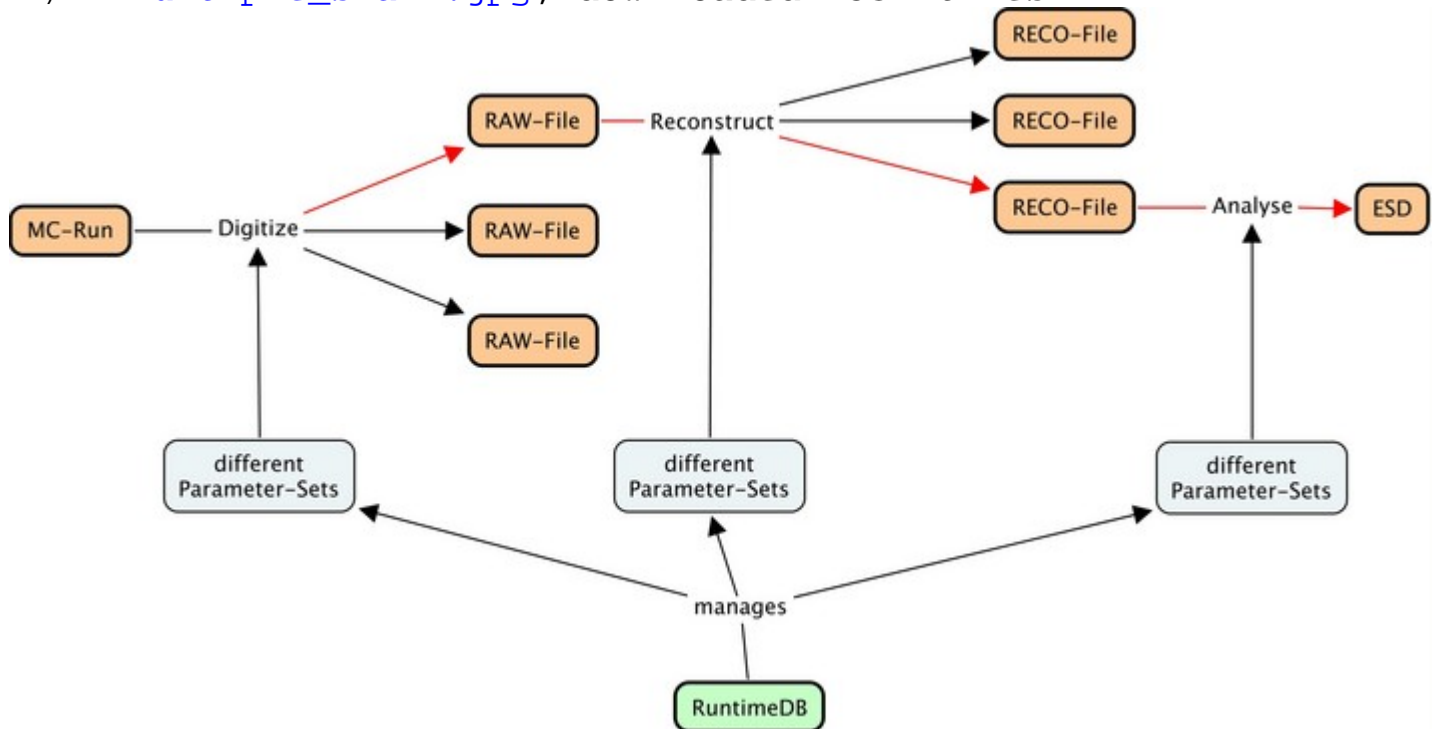 RECO-File
RAW-File
Reconstruct
RECO-File
RECO-File
Analyse
ESD
MC-Run
Digitize
RAW-File
RAW-File
different
Parameter-Sets
different
Parameter-Sets
different
Parameter-Sets
manages
RuntimeDB